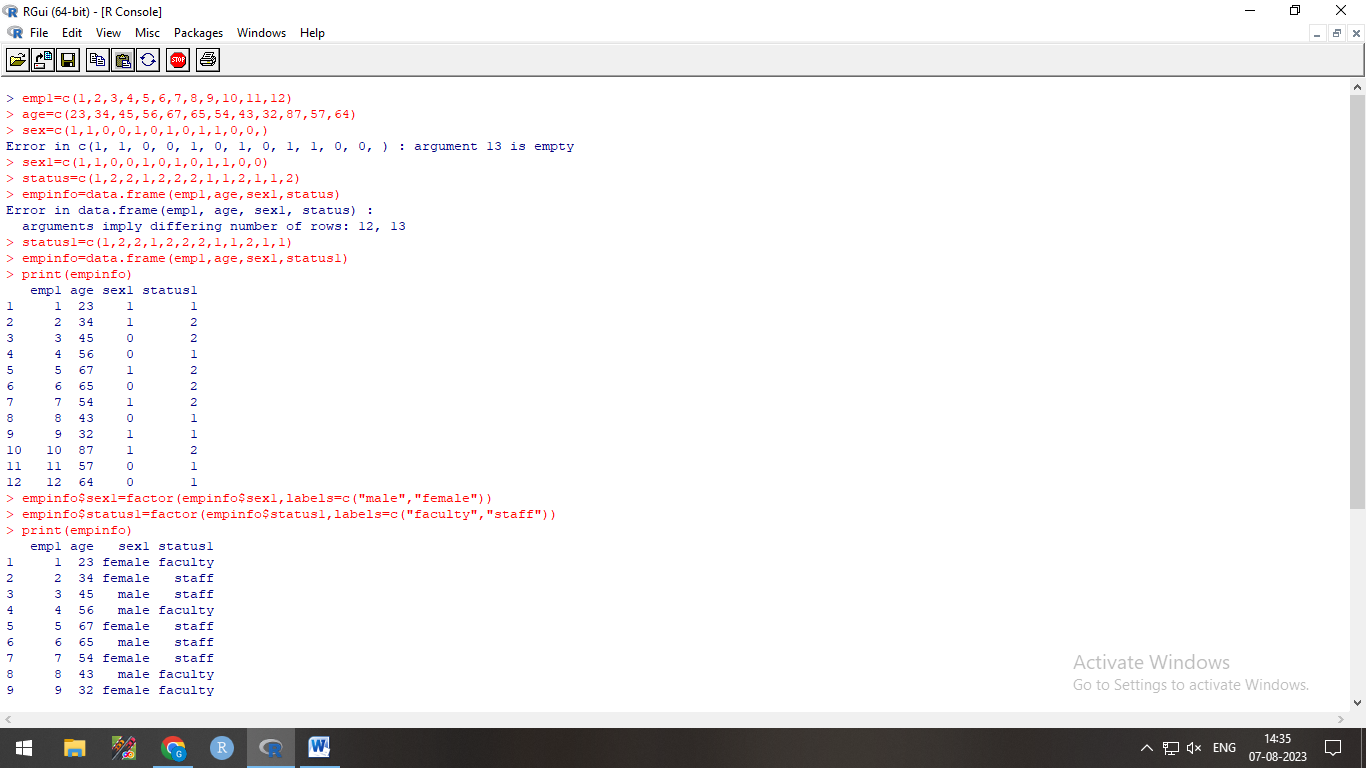 RGui (64-bit) - [R Console]
File Edit View Misc Packages Windows Help
STOP
> empl=c(1,2,3,4,5,6,7,8,9,10,11,12)
> age=c(23,34,45,56,67,65,54,43,32,87,57,64)
> sex=c(1,1,0,0,1,0,1,0,1,1,0,0,)
Error in c(1, 1, 0, 0, 1, 0, 1, 0, 1, 1, 0, 0, ) : argument 13 is empty
> sex1=c(1,1,0,0,1,0,1,0,1,1,0,0)
> status=c(1,2,2,1,2,2,2,1,1,2,1,1,2)
> empinfo=data.frame(empl,age,sex1,status)
Error in data.frame(empl, age, sex1, status) :
  arguments imply differing number of rows: 12, 13
> status1=c(1,2,2,1,2,2,2,1,1,2,1,1)
> empinfo=data.frame(empl,age,sex1,status1)
> print(empinfo)
   empl age sex1 status1
1     1  23    1       1
2     2  34    1       2
3     3  45    0       2
4     4  56    0       1
5     5  67    1       2
6     6  65    0       2
7     7  54    1       2
8     8  43    0       1
9     9  32    1       1
10   10  87    1       2
11   11  57    0       1
12   12  64    0       1
> empinfo$sex1=factor(empinfo$sex1,labels=c("male","female"))
> empinfo$status1=factor(empinfo$status1,labels=c("faculty","staff"))
> print(empinfo)
   empl age   sex1 status1
1     1  23 female faculty
2     2  34 female   staff
3     3  45   male   staff
4     4  56   male faculty
5     5  67 female   staff
6     6  65   male   staff
7     7  54 female   staff
8     8  43   male faculty
9     9  32 female faculty
Activate Windows
Go to Settings to activate Windows.
ENG
14:35
07-08-2023